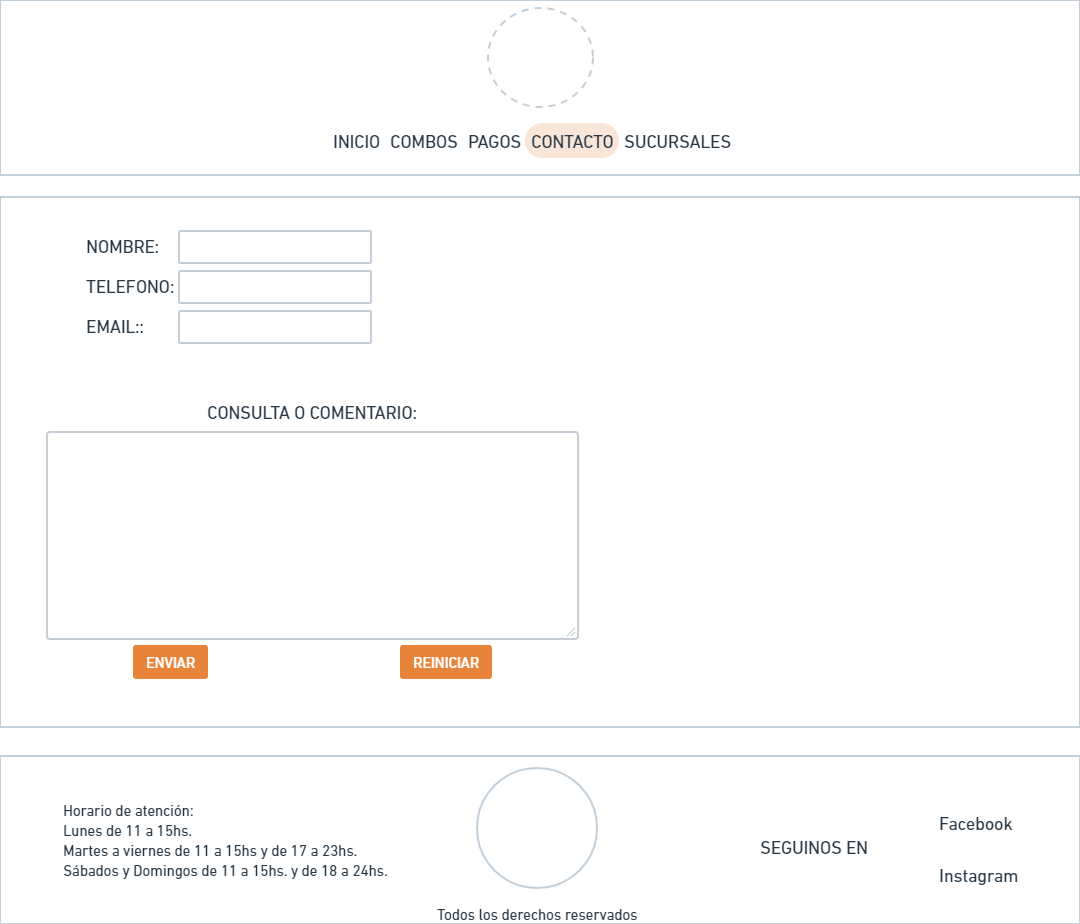 INICIO COMBOS PAGOS CONTACTO SUCURSALES
NOMBRE:
TELEFONO:
EMAIL::
CONSULTA O COMENTARIO:
ENVIAR REINICIAR
Horario de atención:
Lunes de 11 a 15hs.
Martes a viernes de 11 a 15hs y de 17 a 23hs.
Sábados y Domingos de 11 a 15hs. y de 18 a 24hs.
SEGUINOS EN
Facebook
Instagram
Todos los derechos reservados